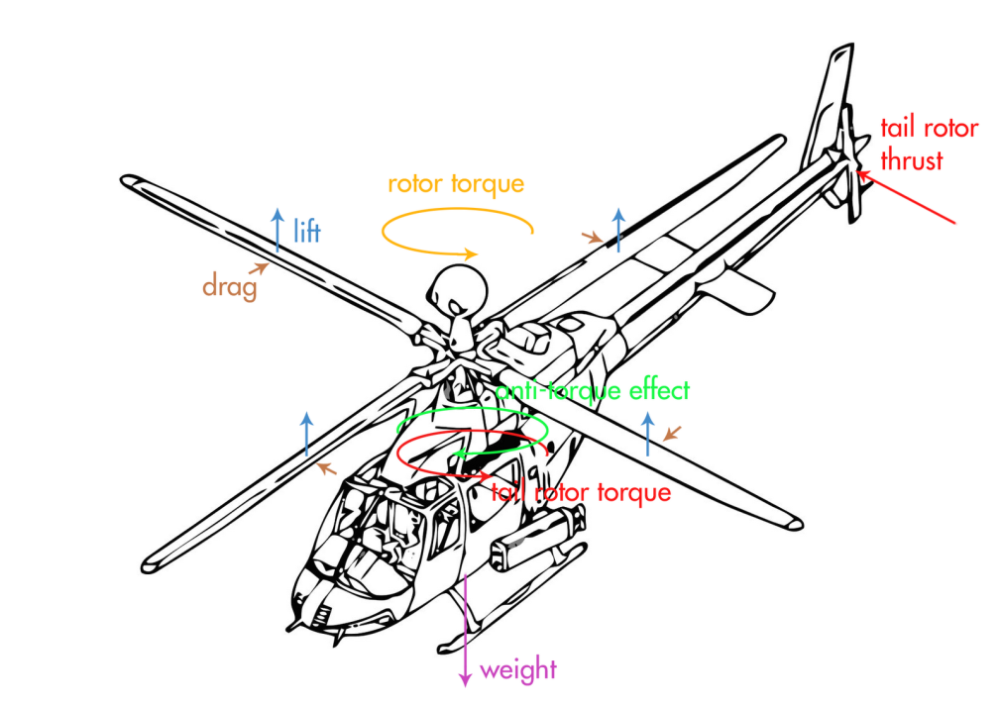 tail rotor
thrust
rotor torque
lift
drag
anti-torque effect
tail rotor torque
weight